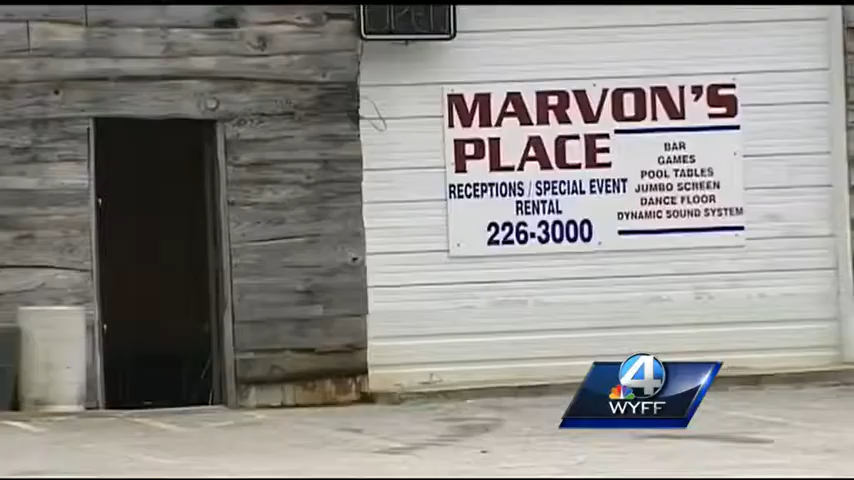 MARVON'S
PLACE
RECEPTIONS / SPECIAL EVENT
RENTAL
226-3000
BAR
GAMES
POOL TABLES
JUMBO SCREEN
DANCE FLOOR
DYNAMIC SOUND SYSTEM
4
WYFF